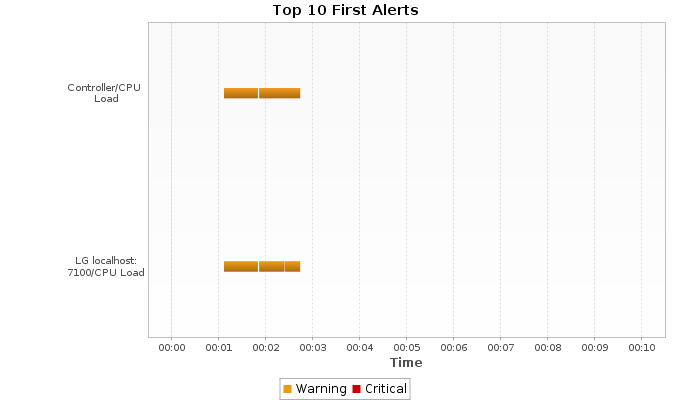 Top 10 First Alerts
Controller/CPU
Load
LG localhost:
7100/CPU Load
00:00 00:01 00:02 00:03 00:04 00:05 00:06 00:07 00:08 00:09 00:10
Time
Warning Critical